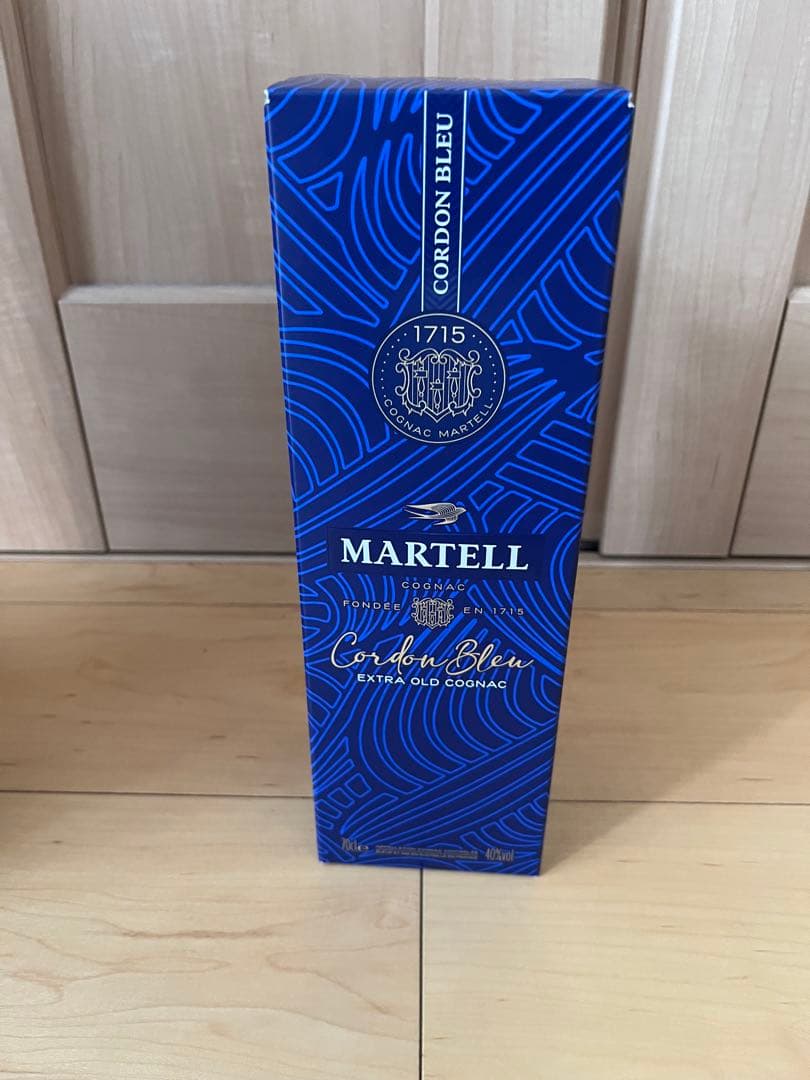 CORDON BLEU
1715
COGNAC MARTELL
MARTELL
COGNAC
FONDÉE EN 1715
Cordon Bleu
EXTRA OLD COGNAC
70cl e 40%vol